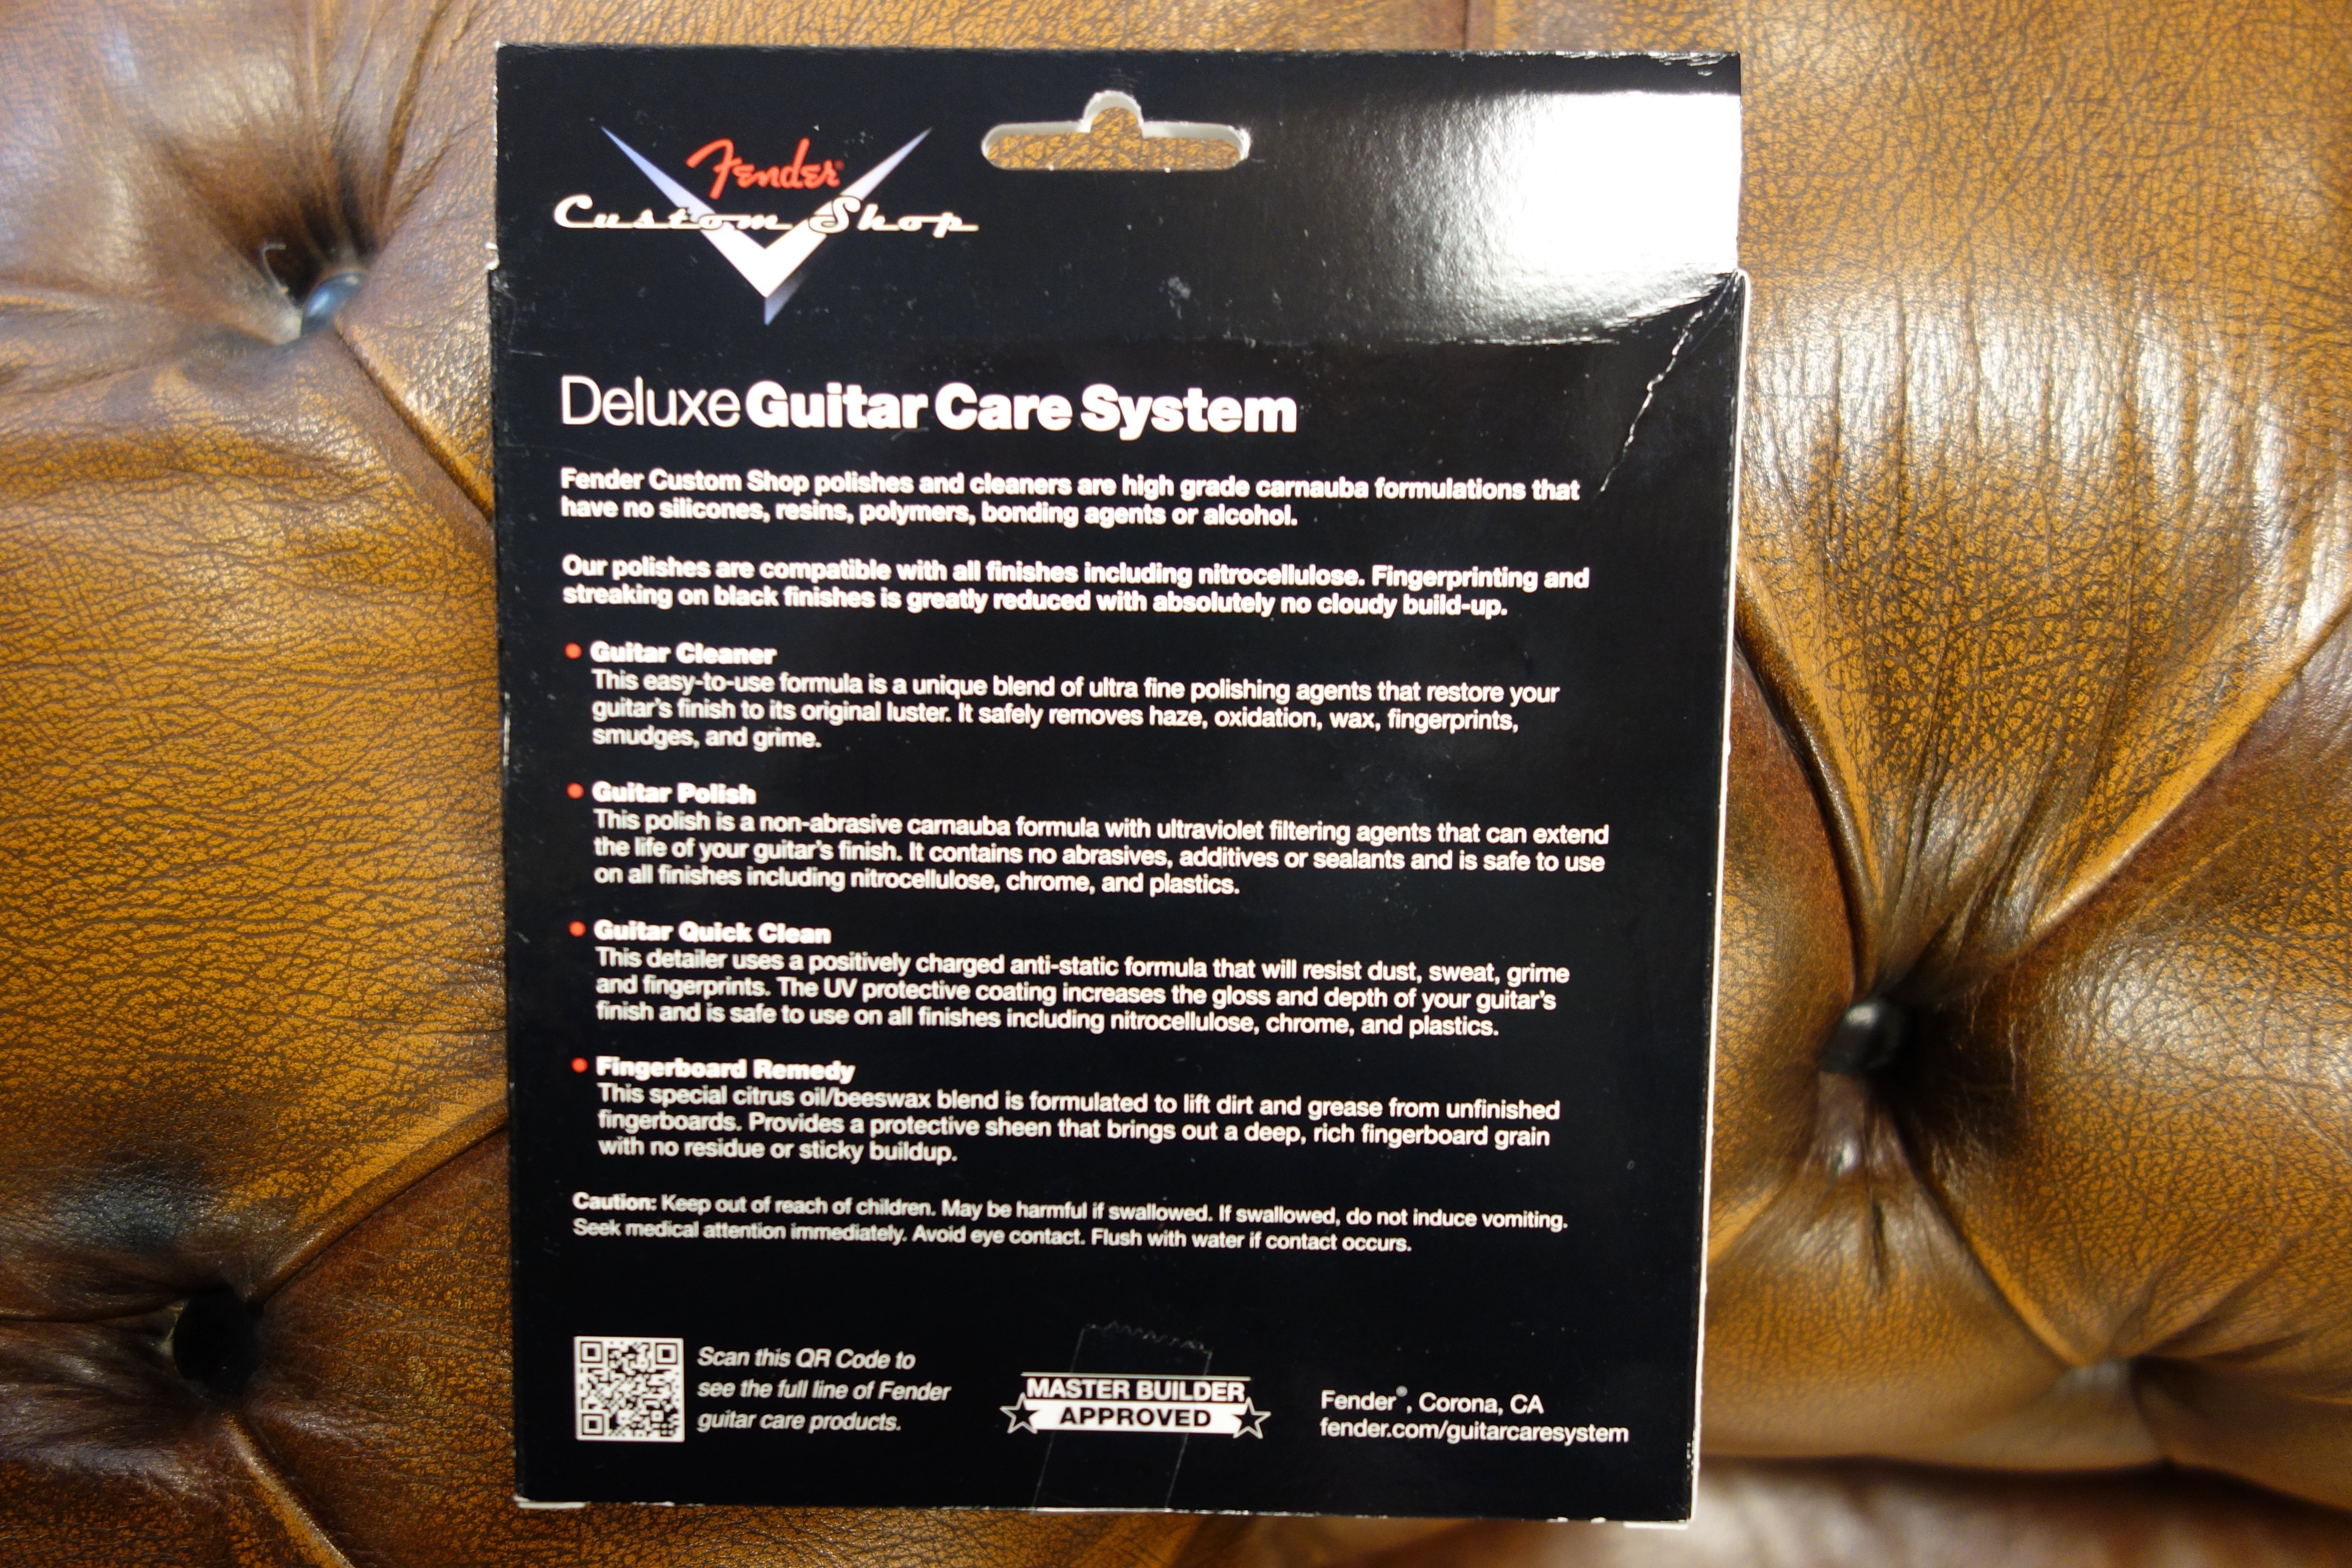 Fender®
Custom Shop
Deluxe Guitar Care System
Fender Custom Shop polishes and cleaners are high grade carnauba formulations that
have no silicones, resins, polymers, bonding agents or alcohol.
Our polishes are compatible with all finishes including nitrocellulose. Fingerprinting and
streaking on black finishes is greatly reduced with absolutely no cloudy build-up.
• Guitar Cleaner
This easy-to-use formula is a unique blend of ultra fine polishing agents that restore your
guitar's finish to its original luster. It safely removes haze, oxidation, wax, fingerprints,
smudges, and grime.
• Guitar Polish
This polish is a non-abrasive carnauba formula with ultraviolet filtering agents that can extend
the life of your guitar's finish. It contains no abrasives, additives or sealants and is safe to use
on all finishes including nitrocellulose, chrome, and plastics.
• Guitar Quick Clean
This detailer uses a positively charged anti-static formula that will resist dust, sweat, grime
and fingerprints. The UV protective coating increases the gloss and depth of your guitar's
finish and is safe to use on all finishes including nitrocellulose, chrome, and plastics.
• Fingerboard Remedy
This special citrus oil/beeswax blend is formulated to lift dirt and grease from unfinished
fingerboards. Provides a protective sheen that brings out a deep, rich fingerboard grain
with no residue or sticky buildup.
Caution: Keep out of reach of children. May be harmful if swallowed. If swallowed, do not induce vomiting.
Seek medical attention immediately. Avoid eye contact. Flush with water if contact occurs.
Scan this QR Code to
see the full line of Fender
guitar care products.
MASTER BUILDER
APPROVED
Fender®, Corona, CA
fender.com/guitarcaresystem